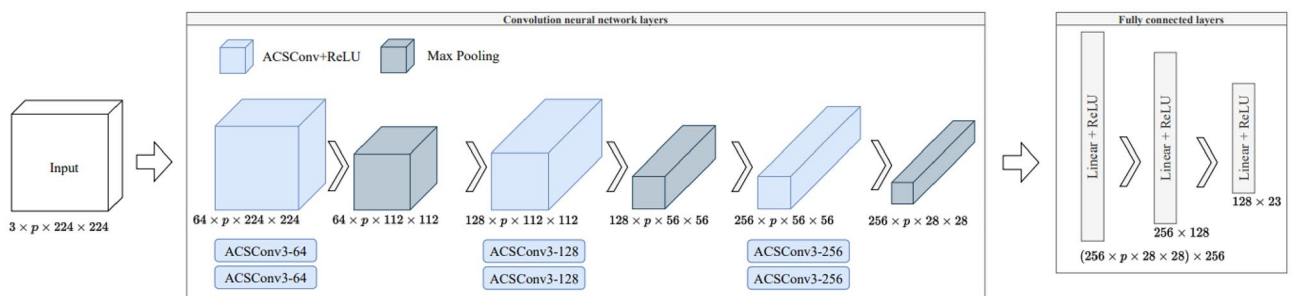 Convolution neural network layers
Fully connected layers
ACSConv+ReLU
Max Pooling
Input
Linear + ReLU
Linear + ReLU
Linear + ReLU
3 × p × 224 × 224
64 × p × 224 × 224
64 × p × 112 × 112
128 × p × 112 × 112
128 × p × 56 × 56
256 × p × 56 × 56
256 × p × 28 × 28
128 × 23
256 × 128
(256 × p × 28 × 28) × 256
ACSConv3-64
ACSConv3-128
ACSConv3-256
ACSConv3-64
ACSConv3-128
ACSConv3-256